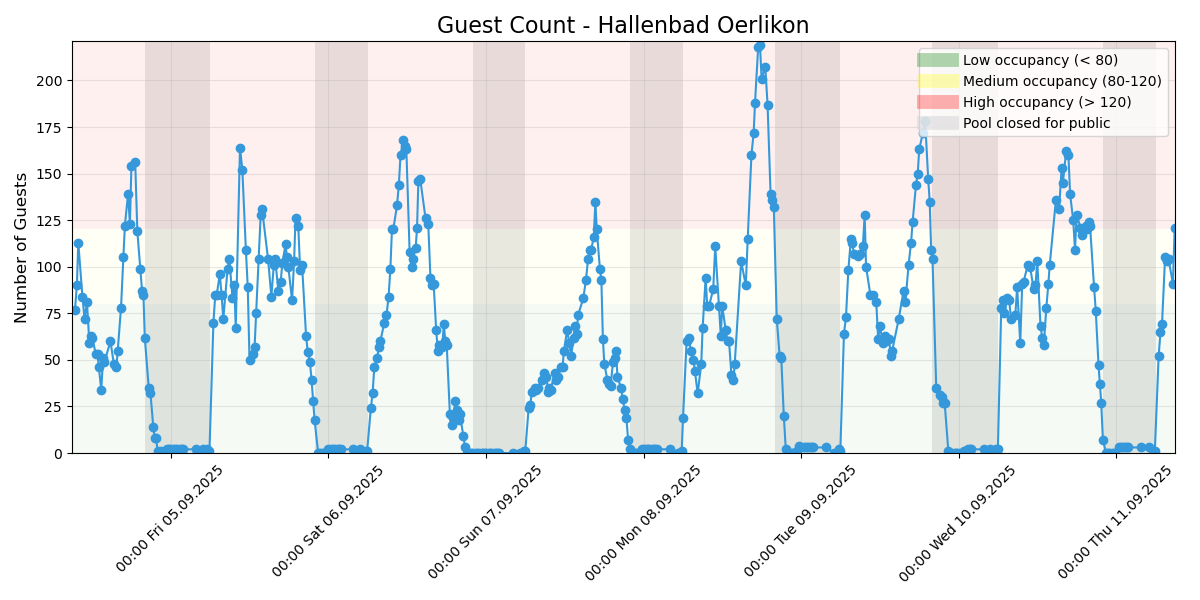 Guest Count - Hallenbad Oerlikon
Number of Guests
200
175
150
125
100
75
50
25
0
Low occupancy (< 80)
Medium occupancy (80-120)
High occupancy (> 120)
Pool closed for public
00:00 Fri 05.09.2025
00:00 Sat 06.09.2025
00:00 Sun 07.09.2025
00:00 Mon 08.09.2025
00:00 Tue 09.09.2025
00:00 Wed 10.09.2025
00:00 Thu 11.09.2025